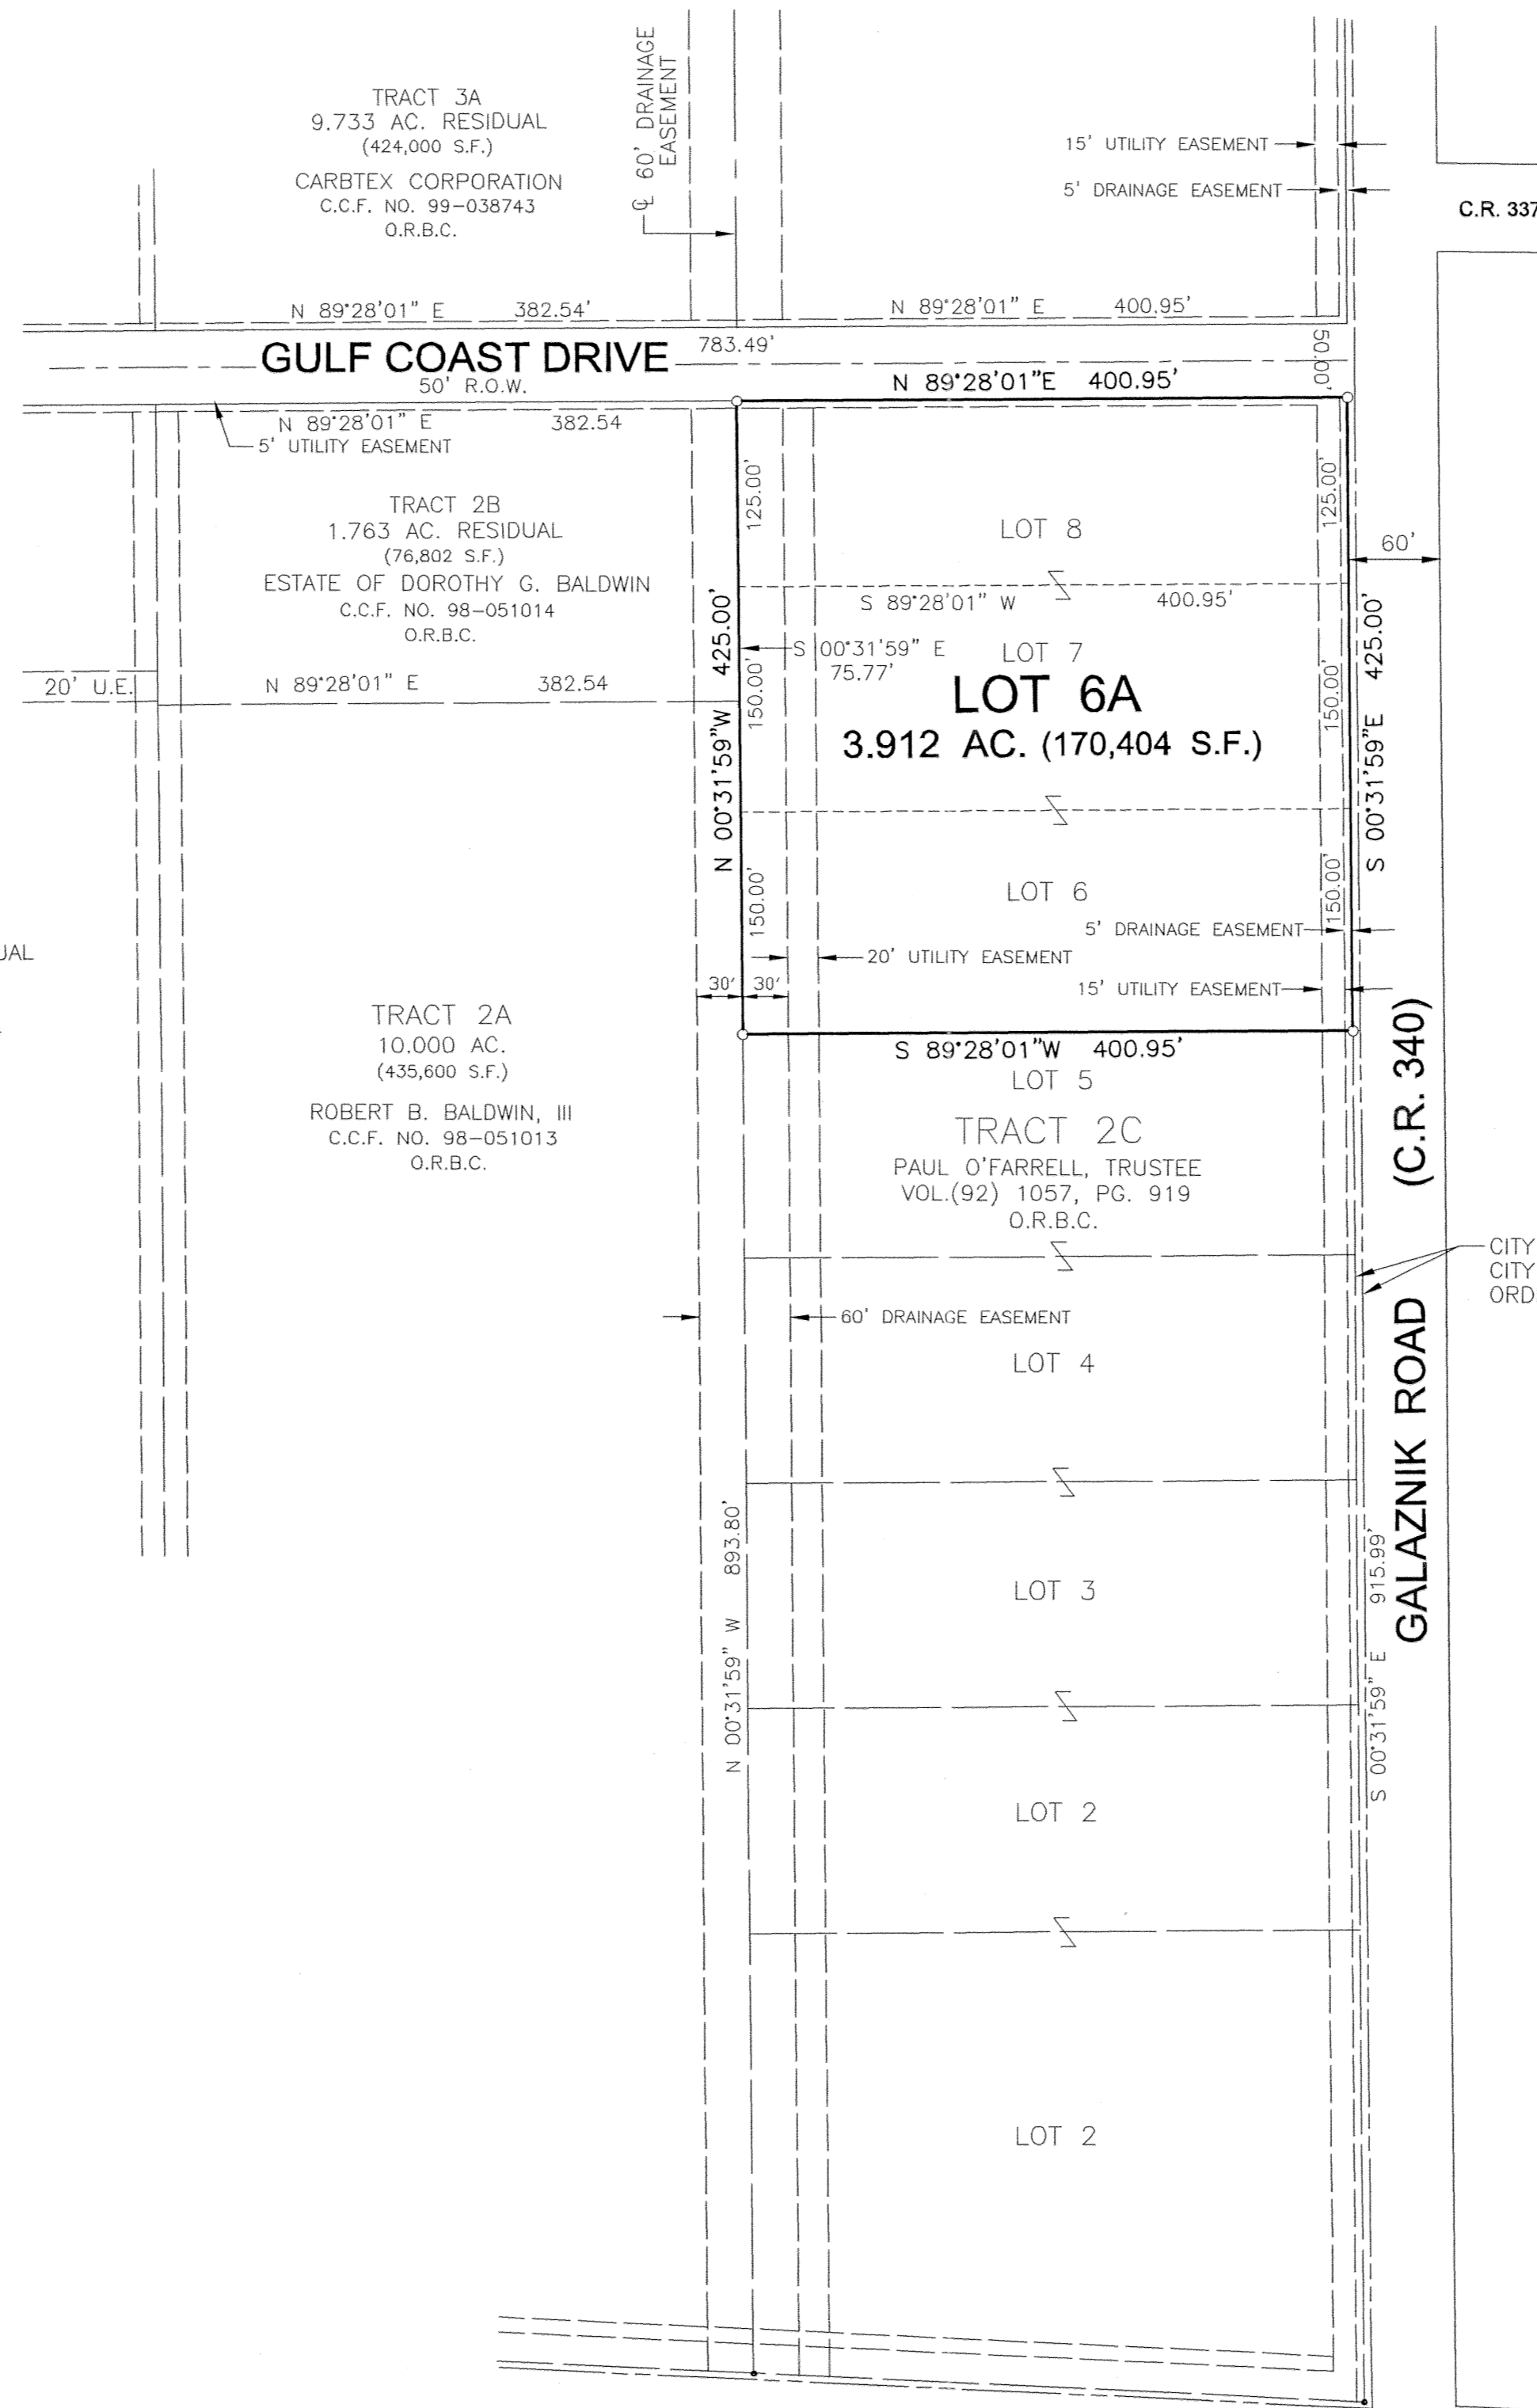 TRACT 3A
9.733 AC. RESIDUAL
(424,000 S.F.)
CARBTEX CORPORATION
C.C.F. NO. 99-038743
O.R.B.C.
℄ 60' DRAINAGE
EASEMENT
15' UTILITY EASEMENT
5' DRAINAGE EASEMENT
C.R. 337
N 89°28'01" E 382.54'
N 89°28'01" E 400.95'
GULF COAST DRIVE
783.49'
50.00'
50' R.O.W.
N 89°28'01"E 400.95'
N 89°28'01" E 382.54
5' UTILITY EASEMENT
TRACT 2B
1.763 AC. RESIDUAL
(76,802 S.F.)
ESTATE OF DOROTHY G. BALDWIN
C.C.F. NO. 98-051014
O.R.B.C.
125.00'
LOT 8
125.00'
60'
S 89°28'01" W 400.95'
N 00°31'59"W 425.00'
S 00°31'59" E
75.77'
LOT 7
S 00°31'59"E 425.00'
20' U.E.
N 89°28'01" E 382.54
150.00'
150.00'
LOT 6A
3.912 AC. (170,404 S.F.)
150.00'
LOT 6
150.00'
5' DRAINAGE EASEMENT
UAL
20' UTILITY EASEMENT
30' 30'
15' UTILITY EASEMENT
TRACT 2A
10.000 AC.
(435,600 S.F.)
ROBERT B. BALDWIN, III
C.C.F. NO. 98-051013
O.R.B.C.
S 89°28'01"W 400.95'
LOT 5
TRACT 2C
PAUL O'FARRELL, TRUSTEE
VOL.(92) 1057, PG. 919
O.R.B.C.
GALAZNIK ROAD (C.R. 340)
CITY
CITY
ORD
60' DRAINAGE EASEMENT
LOT 4
N 00°31'59" W 893.80'
LOT 3
S 00°31'59" E 915.99'
LOT 2
LOT 2